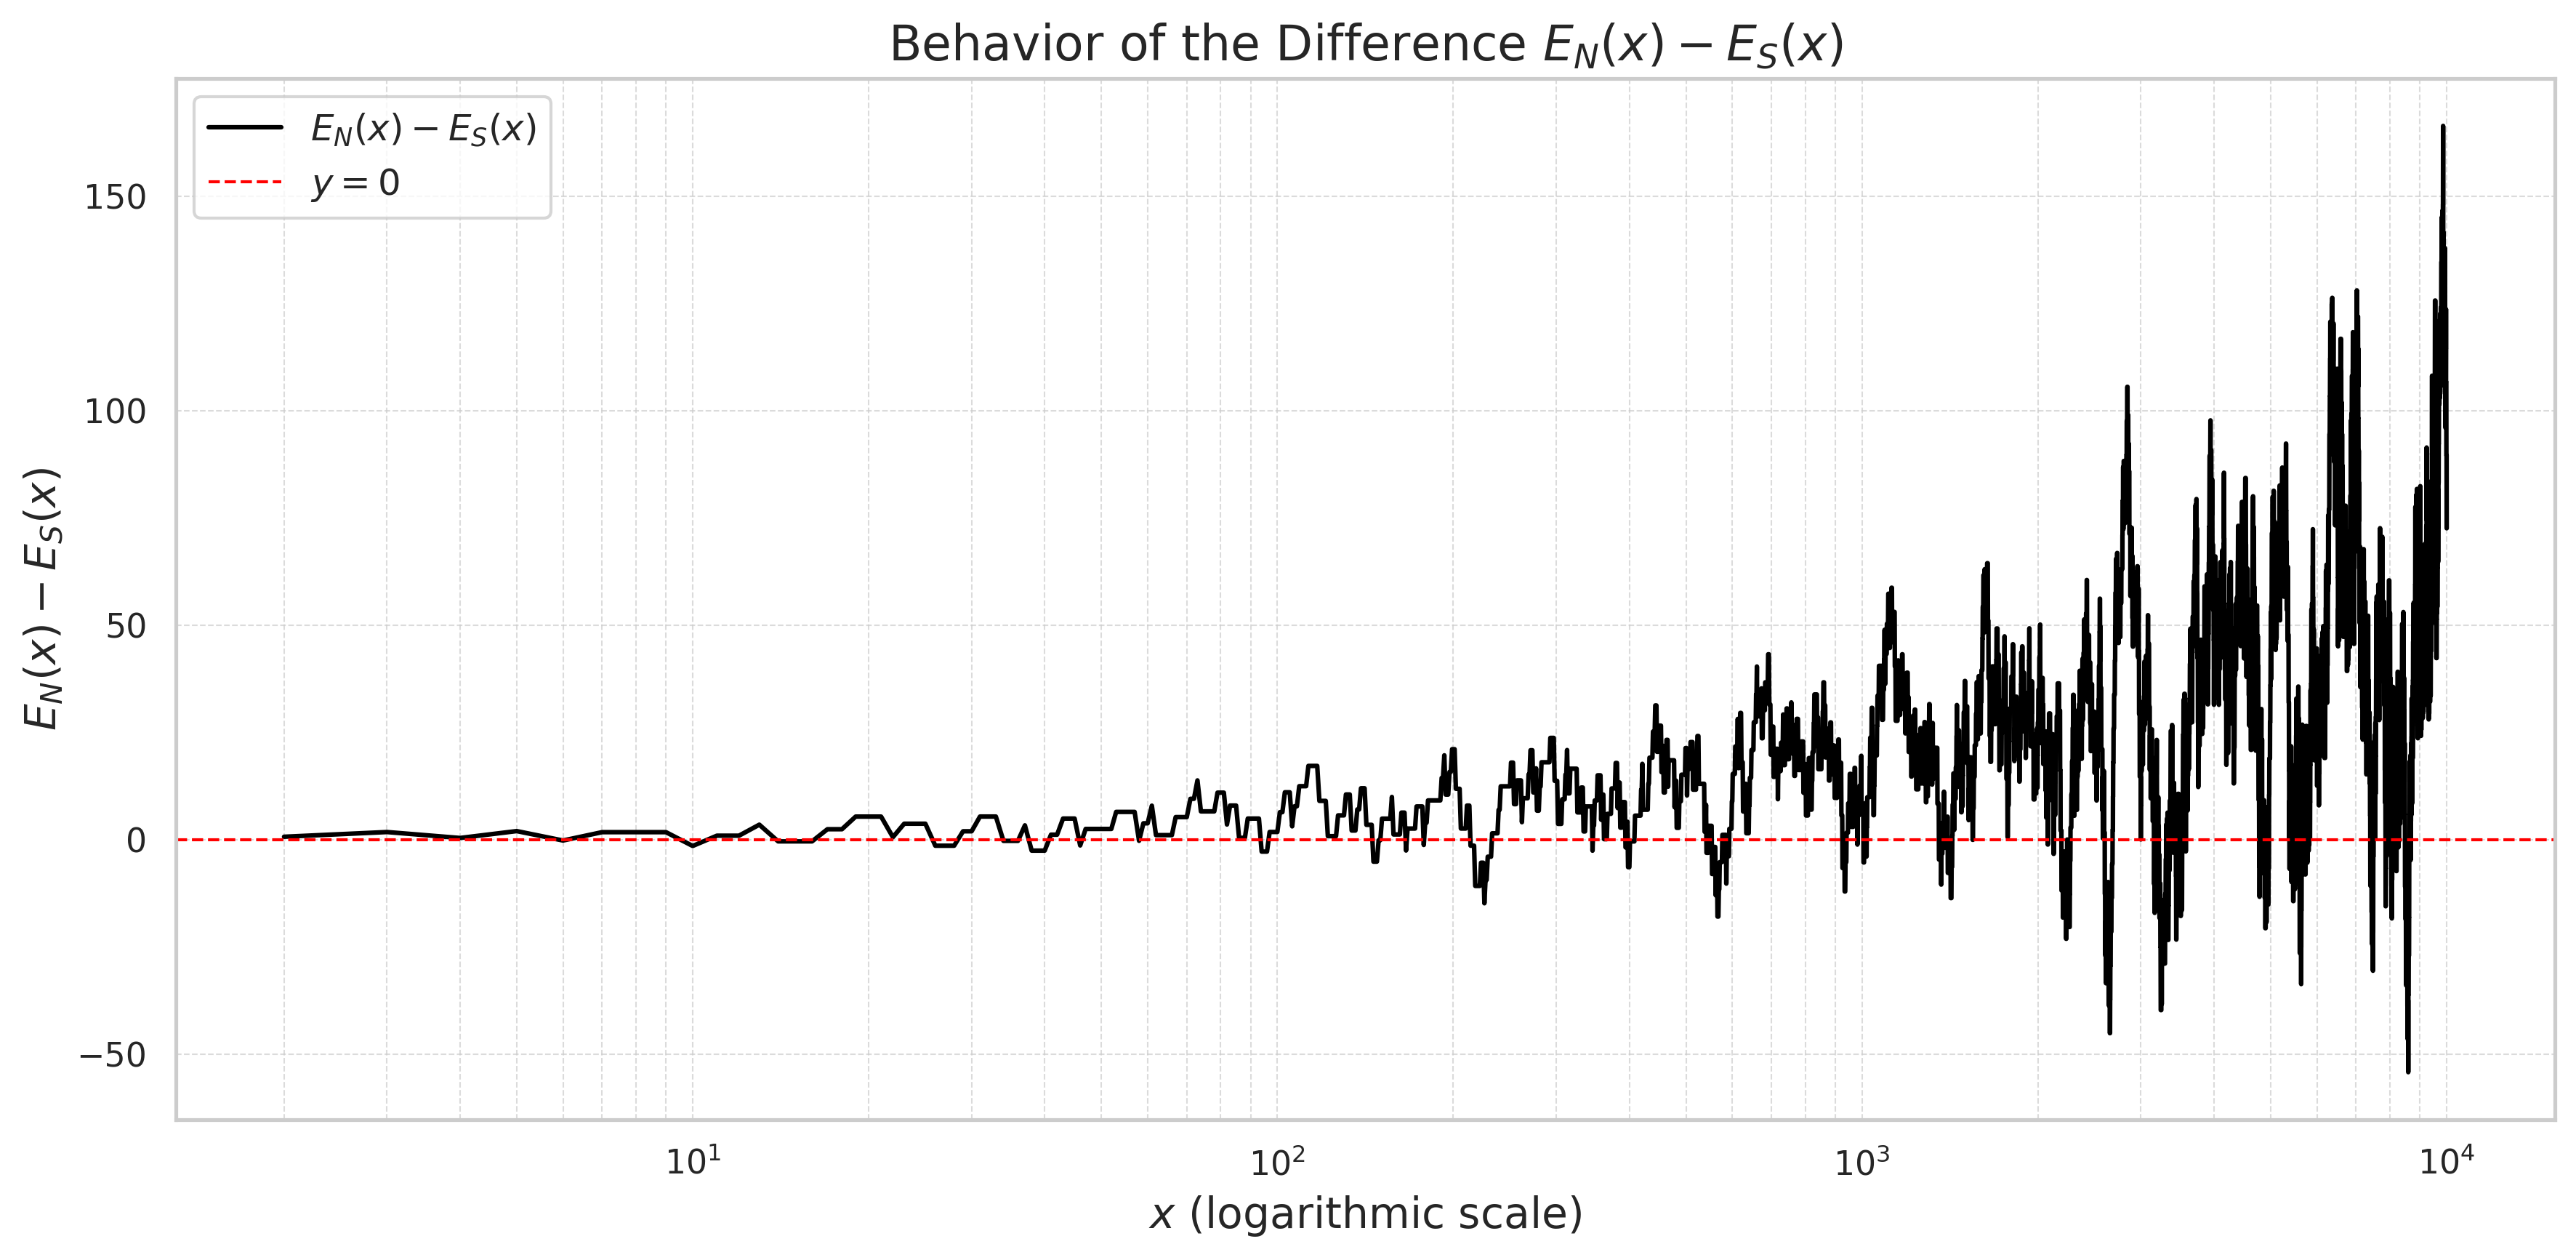 Behavior of the Difference $E_N(x) - E_S(x)$
$E_N(x) - E_S(x)$
$y = 0$
$E_N(x) - E_S(x)$
150
100
50
0
−50
$10^1$ $10^2$ $10^3$ $10^4$
$x$ (logarithmic scale)